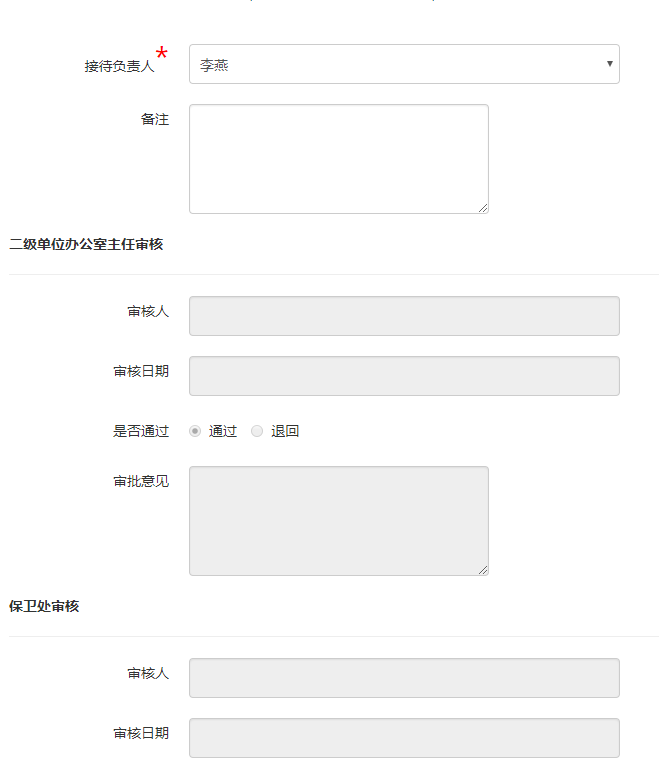 接待负责人*
李燕
备注
二级单位办公室主任审核
审核人
审核日期
是否通过 通过 退回
审批意见
保卫处审核
审核人
审核日期